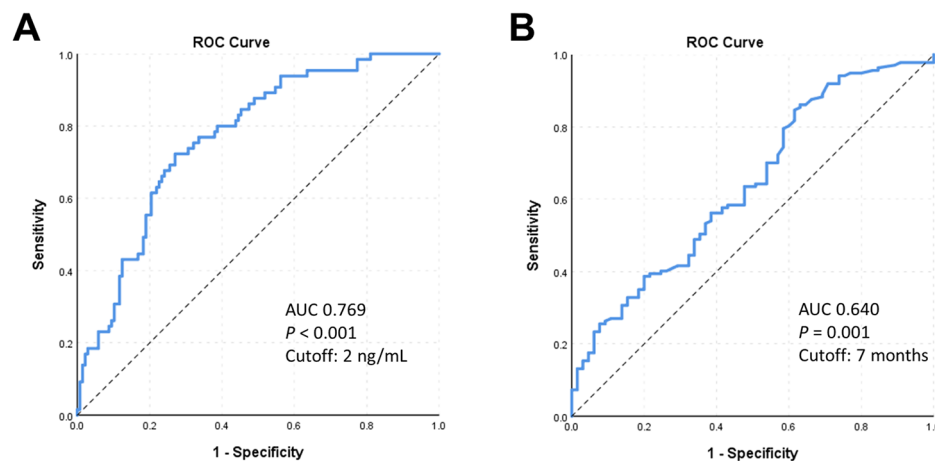 A
ROC Curve
1.0
0.8
0.6
0.4
0.2
0.0
Sensitivity
AUC 0.769
P < 0.001
Cutoff: 2 ng/mL
0.0 0.2 0.4 0.6 0.8 1.0
1 - Specificity
B
ROC Curve
1.0
0.8
0.6
0.4
0.2
0.0
Sensitivity
AUC 0.640
P = 0.001
Cutoff: 7 months
0.0 0.2 0.4 0.6 0.8 1.0
1 - Specificity